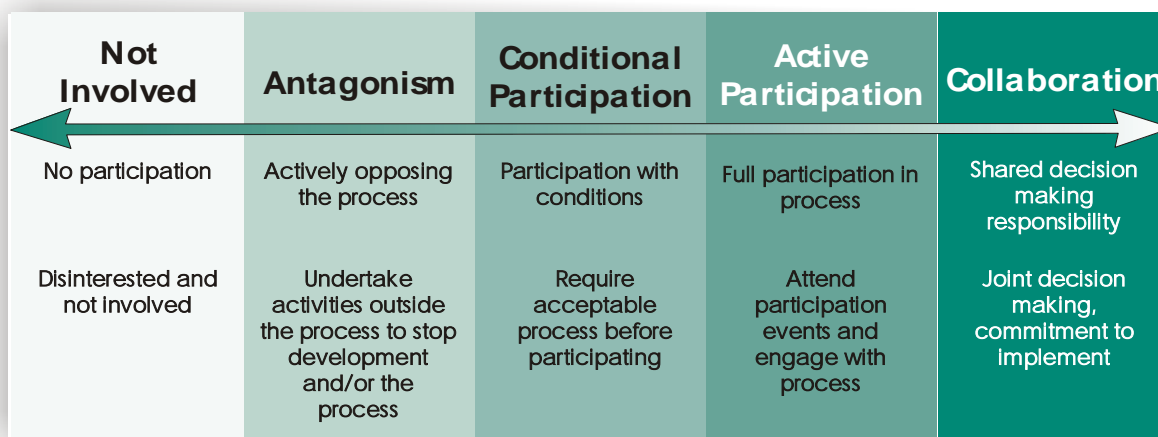 Not
Involved
Antagonism
Conditional
Participation
Active
Participation
Collaboration
No participation
Actively opposing
the process
Participation with
conditions
Full participation in
process
Shared decision
making
responsibility
Disinterested and
not involved
Undertake
activities outside
the process to stop
development
and/or the
process
Require
acceptable
process before
participating
Attend
participation
events and
engage with
process
Joint decision
making,
commitment to
implement